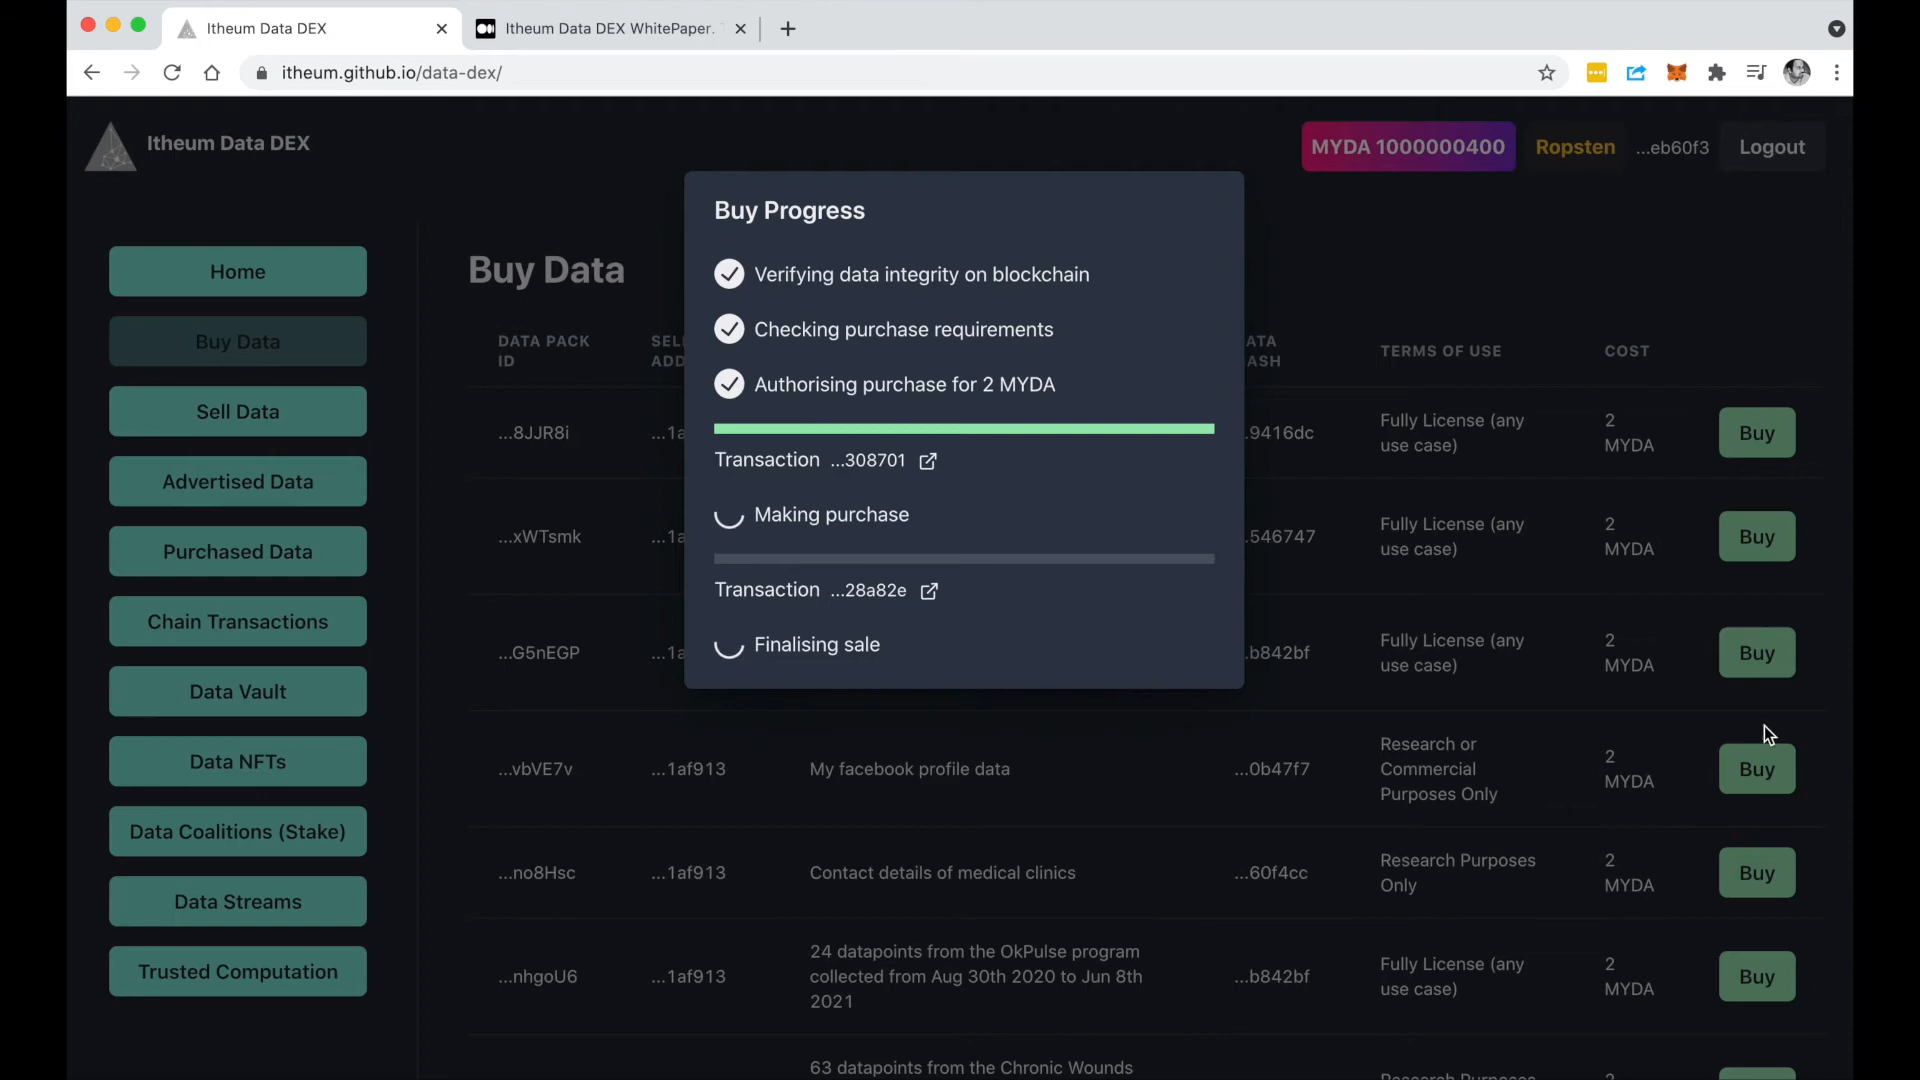 Itheum Data DEX
Itheum Data DEX WhitePaper.
itheum.github.io/data-dex/
Itheum Data DEX
MYDA 1000000400
Ropsten
...eb60f3
Logout
Home
Buy Data
Sell Data
Advertised Data
Purchased Data
Chain Transactions
Data Vault
Data NFTs
Data Coalitions (Stake)
Data Streams
Trusted Computation
Buy Data
Buy Progress
Verifying data integrity on blockchain
Checking purchase requirements
Authorising purchase for 2 MYDA
Transaction ...308701
Making purchase
Transaction ...28a82e
Finalising sale
DATA PACK
ID
TERMS OF USE
COST
...8JJR8i
.9416dc
Fully License (any
use case)
2
MYDA
Buy
...xWTsmk
.546747
Fully License (any
use case)
2
MYDA
Buy
...G5nEGP
.b842bf
Fully License (any
use case)
2
MYDA
Buy
...vbVE7v
...1af913
My facebook profile data
...0b47f7
Research or
Commercial
Purposes Only
2
MYDA
Buy
...no8Hsc
...1af913
Contact details of medical clinics
...60f4cc
Research Purposes
Only
2
MYDA
Buy
...nhgoU6
...1af913
24 datapoints from the OkPulse program
collected from Aug 30th 2020 to Jun 8th
2021
...b842bf
Fully License (any
use case)
2
MYDA
Buy
63 datapoints from the Chronic Wounds